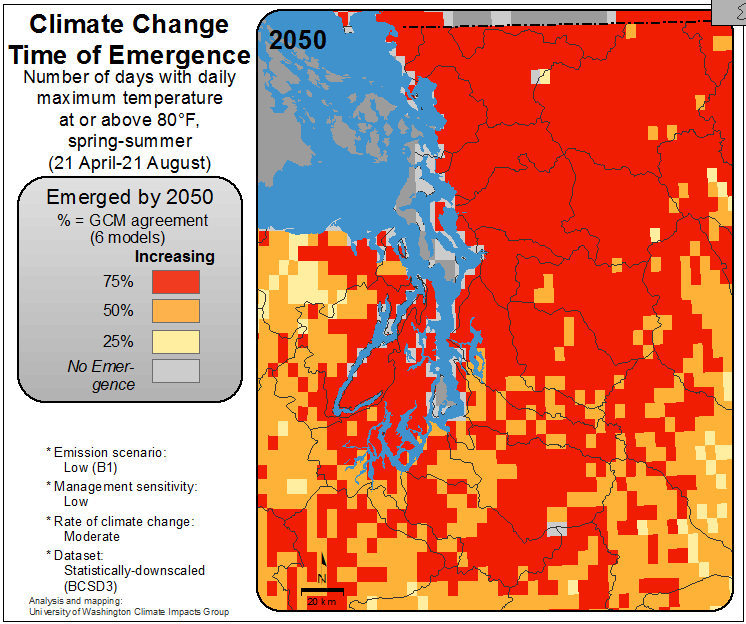 Climate Change
Time of Emergence
Number of days with daily
maximum temperature
at or above 80°F,
spring-summer
(21 April-21 August)
Emerged by 2050
% = GCM agreement
(6 models)
Increasing
75%
50%
25%
No Emer-
gence
* Emission scenario:
Low (B1)
* Management sensitivity:
Low
* Rate of climate change:
Moderate
* Dataset:
Statistically-downscaled
(BCSD3)
Analysis and mapping:
University of Washington Climate Impacts Group
2050
N
20 km